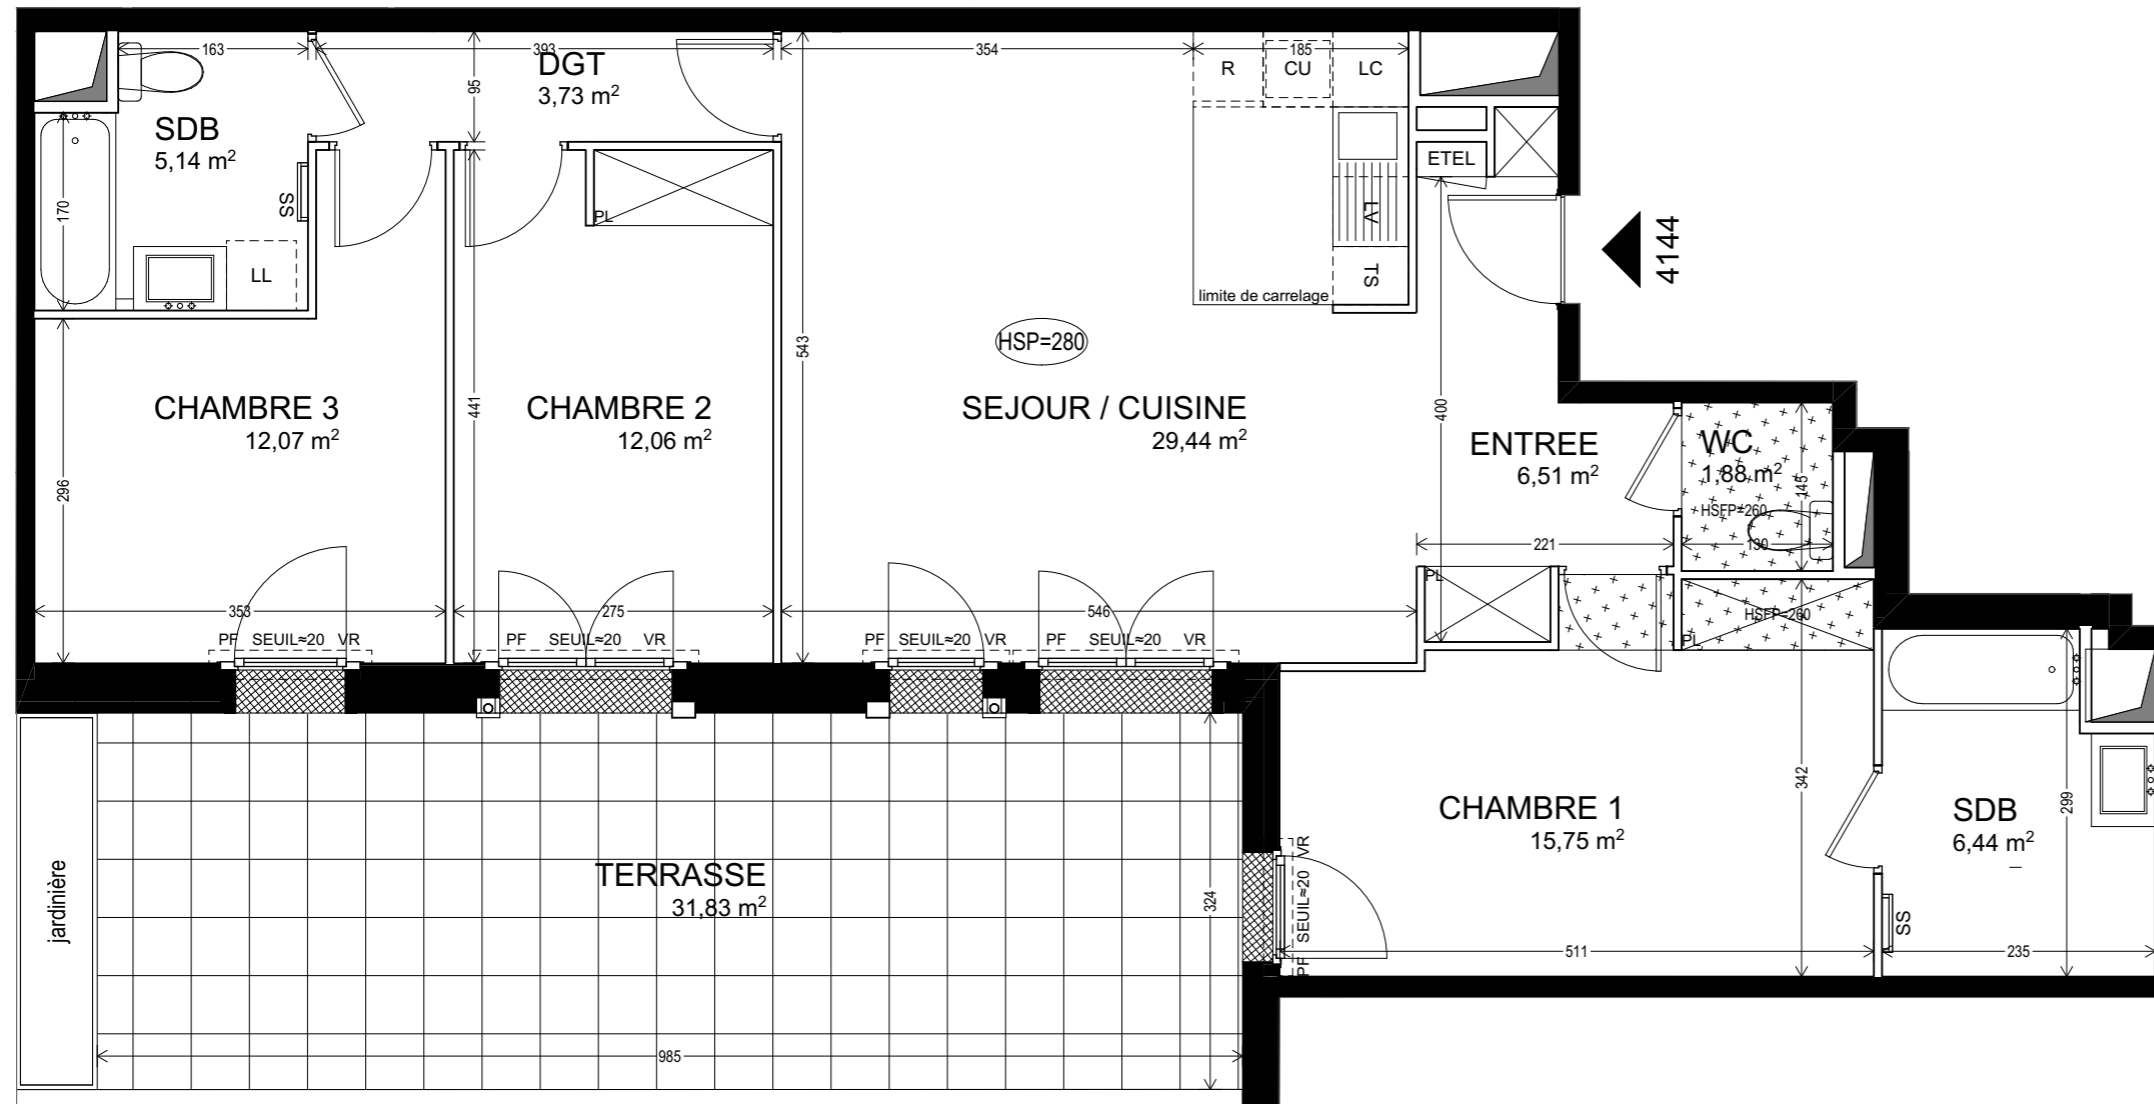 163
393
354
185
DGT
3,73 m²
95
R
CU
LC
SDB
5,14 m²
ETEL
170
SS
PL
LV
4144
LL
TS
limite de carrelage
HSP=280
543
CHAMBRE 3
12,07 m²
441
CHAMBRE 2
12,06 m²
SEJOUR / CUISINE
29,44 m²
400
ENTREE
6,51 m²
WC
1,88 m²
145
HSFP=260
296
221
130
PL
353
275
546
HSFP=260
PL
PF SEUIL≈20 VR
PF SEUIL≈20 VR
PF SEUIL≈20 VR
PF SEUIL≈20 VR
342
299
CHAMBRE 1
15,75 m²
SDB
6,44 m²
TERRASSE
31,83 m²
jardinière
324
PF SEUIL≈20 VR
SS
511
235
985